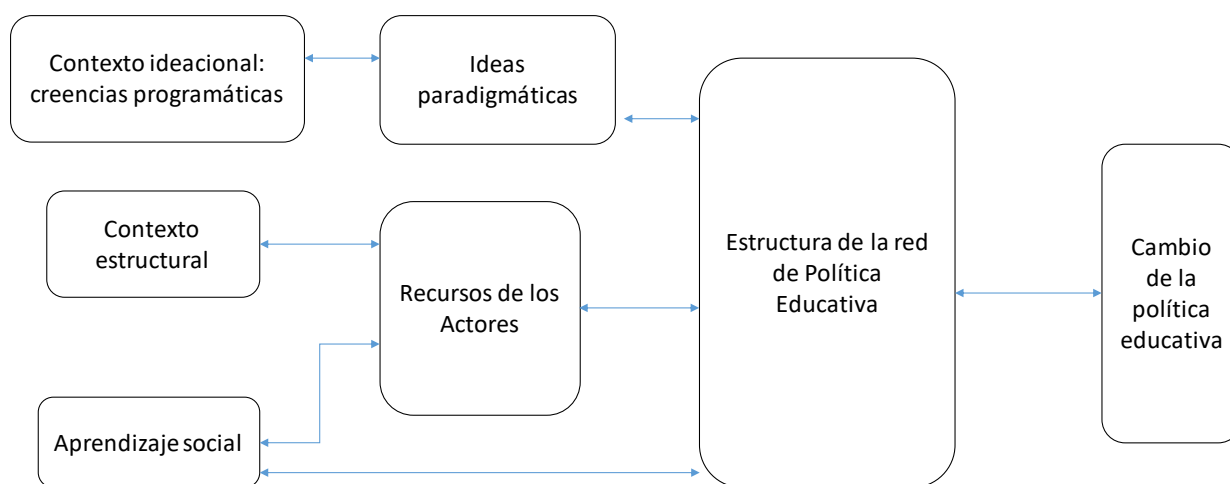 Contexto ideacional:
creencias programáticas
Ideas
paradigmáticas
Contexto
estructural
Recursos de los
Actores
Aprendizaje social
Estructura de la red
de Política
Educativa
Cambio
de la
política
educativa